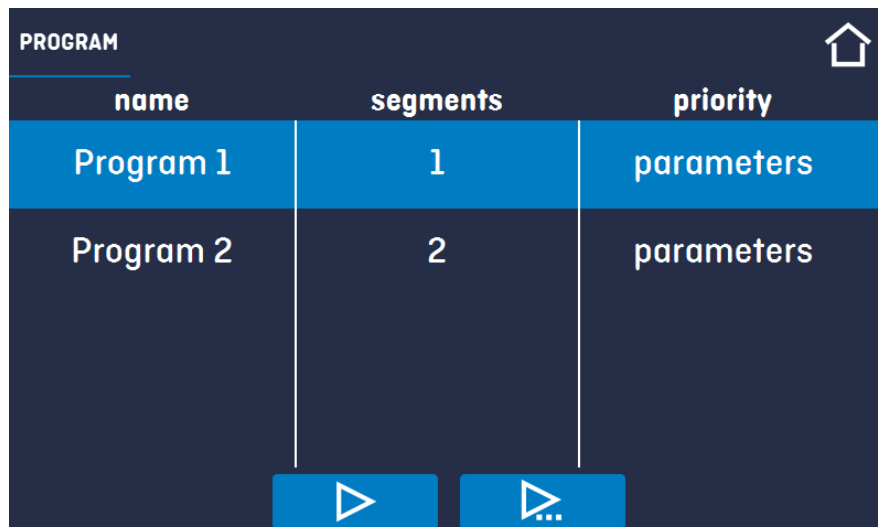 PROGRAM
name segments priority
Program 1 1 parameters
Program 2 2 parameters